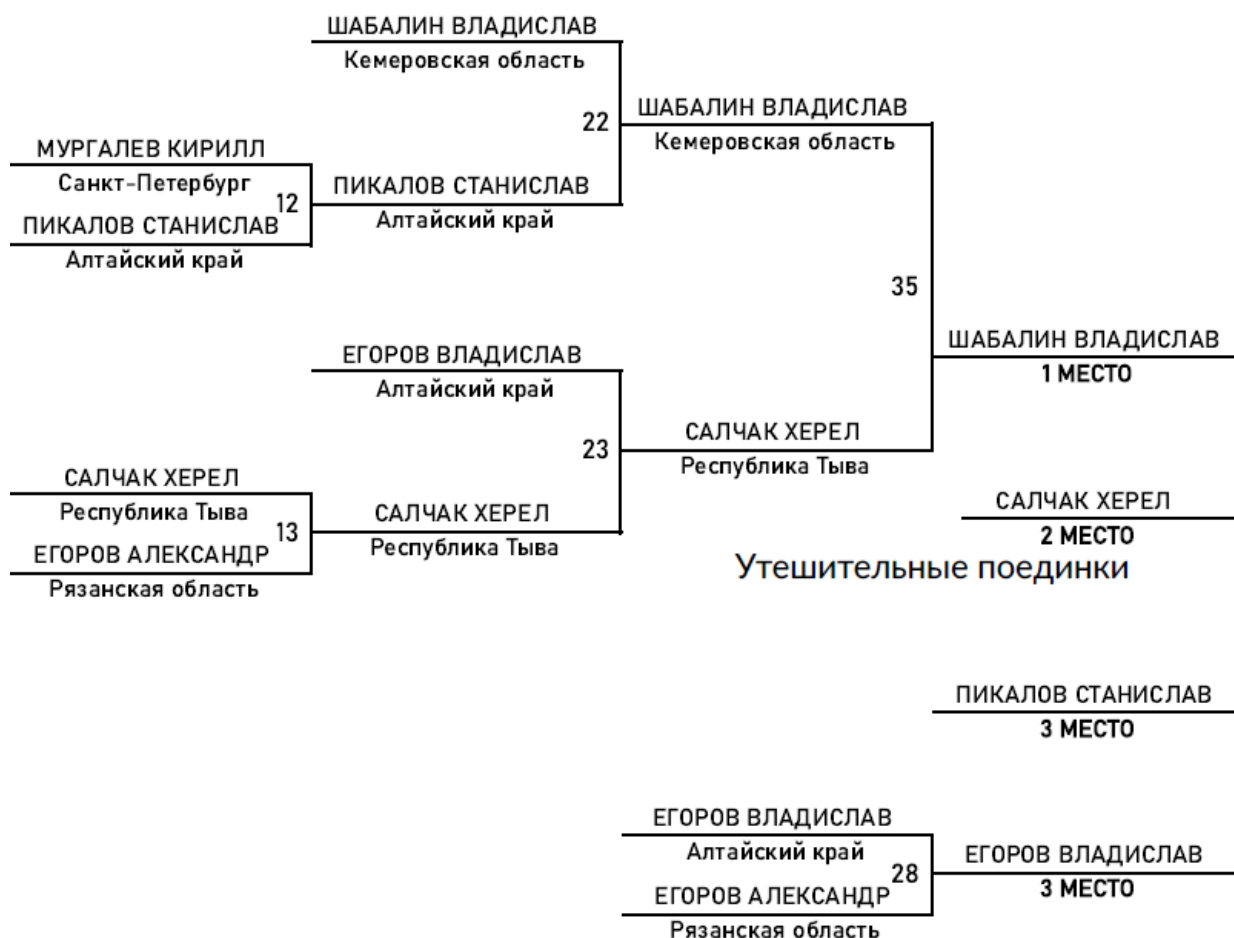 ШАБАЛИН ВЛАДИСЛАВ
Кемеровская область
22
ШАБАЛИН ВЛАДИСЛАВ
Кемеровская область
МУРГАЛЕВ КИРИЛЛ
Санкт-Петербург
12
ПИКАЛОВ СТАНИСЛАВ
Алтайский край
ПИКАЛОВ СТАНИСЛАВ
Алтайский край
35
ШАБАЛИН ВЛАДИСЛАВ
1 МЕСТО
ЕГОРОВ ВЛАДИСЛАВ
Алтайский край
23
САЛЧАК ХЕРЕЛ
Республика Тыва
САЛЧАК ХЕРЕЛ
Республика Тыва
13
ЕГОРОВ АЛЕКСАНДР
Рязанская область
САЛЧАК ХЕРЕЛ
Республика Тыва
САЛЧАК ХЕРЕЛ
2 МЕСТО
Утешительные поединки
ПИКАЛОВ СТАНИСЛАВ
3 МЕСТО
ЕГОРОВ ВЛАДИСЛАВ
Алтайский край
28
ЕГОРОВ АЛЕКСАНДР
Рязанская область
ЕГОРОВ ВЛАДИСЛАВ
3 МЕСТО